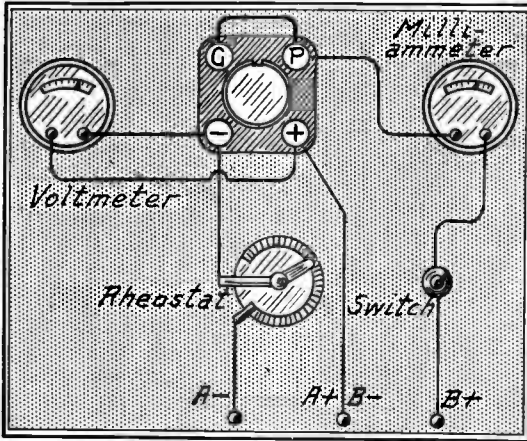 G P
Milli-
ammeter
- +
Voltmeter
Rheostat
Switch
A- A+ B- B+